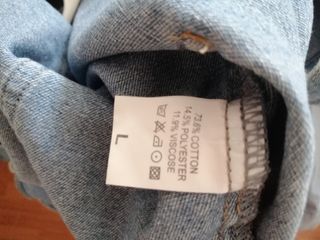 73.6% COTTON
14.5% POLYESTER
11.9% VISCOSE
L